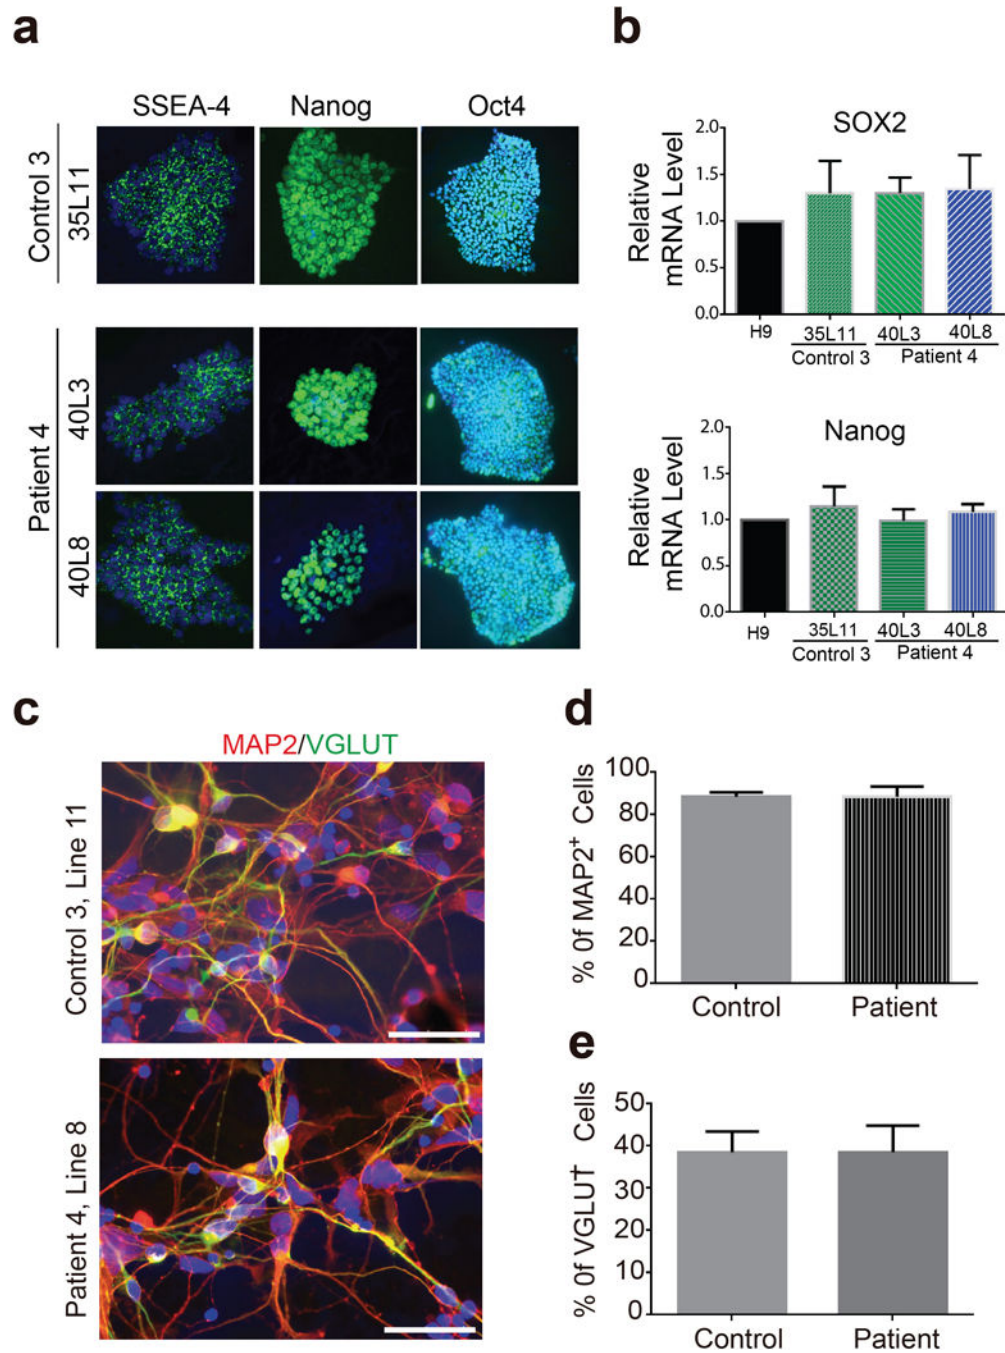 a
SSEA-4 Nanog Oct4
Control 3
35L11
Patient 4
40L3
40L8
b
SOX2
Relative
mRNA Level
2.0
1.5
1.0
0.5
0.0
H9 35L11 40L3 40L8
Control 3 Patient 4
Nanog
Relative
mRNA Level
2.0
1.5
1.0
0.5
0.0
H9 35L11 40L3 40L8
Control 3 Patient 4
c
MAP2/VGLUT
Control 3, Line 11
Patient 4, Line 8
d
% 0f MAP2+ Cells
100
80
60
40
20
0
Control Patient
e
% 0f VGLUT Cells
50
40
30
20
10
0
Control Patient